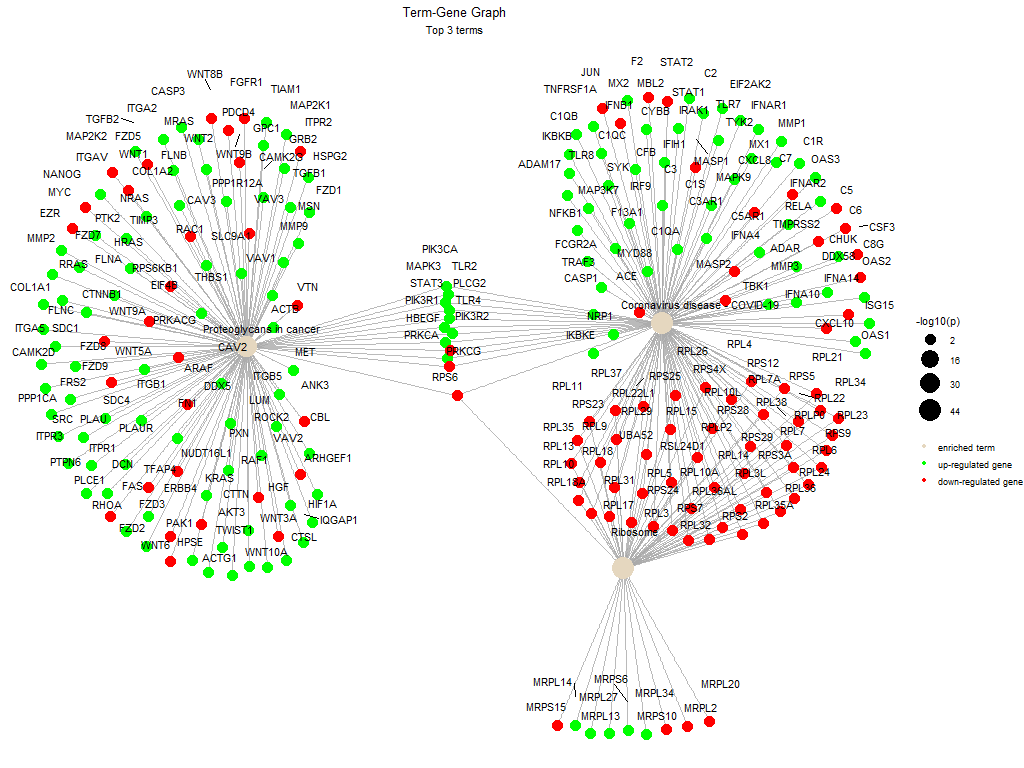 Term-Gene Graph
Top 3 terms
WNT8B
FGFR1
CASP3
TIAM1
ITGA2
PDCD4
MAP2K1
TGFB2
MRAS
GPC1
ITPR2
MAP2K2
FZD5
WNT2
GRB2
ITGAV
WNT1
FLNB
WNT9B
CAMK2G
HSPG2
NANOG
COL1A2
TGFB1
MYC
NRAS
PPP1R12A
FZD1
EZR
PTK2
TIMP3
CAV3
VAV3
MSN
MMP2
FZD7
HRAS
RAC1
SLC9A1
MMP9
RRAS
FLNA
RPS6KB1
THBS1
VAV1
COL1A1
CTNNB1
EIF4B
VTN
FLNC
WNT9A
PRKACG
ACTB
ITGA5
SDC1
Proteoglycans in cancer
CAMK2D
FZD8
WNT5A
CAV2
MET
FZD9
ARAF
ITGB5
FRS2
ITGB1
DDX5
ANK3
PPP1CA
SDC4
FN1
LUM
CBL
SRC
PLAU
ROCK2
ITPR3
PLAUR
PXN
VAV2
ITPR1
NUDT16L1
RAF1
ARHGEF1
PTPN6
DCN
TFAP4
KRAS
HGF
PLCE1
FAS
ERBB4
CTTN
HIF1A
RHOA
FZD3
AKT3
WNT3A
IQGAP1
FZD2
PAK1
TWIST1
CTSL
WNT6
HPSE
ACTG1
WNT10A
PIK3CA
MAPK3
TLR2
STAT3
PLCG2
PIK3R1
TLR4
HBEGF
PIK3R2
PRKCA
RKCG
RPS6
F2
STAT2
JUN
MX2
MBL2
C2
TNFRSF1A
STAT1
EIF2AK2
IFNB1
CYBB
IRAK1
TLR7
IFNAR1
C1QB
TYK2
MMP1
IKBKB
C1QC
IFIH1
MX1
C1R
ADAM17
TLR8
SYK
CFB
MASP1
CXCL8
C7
OAS3
MAP3K7
IRF9
C3
C1S
MAPK9
IFNAR2
C5
NFKB1
F13A1
C3AR1
RELA
C6
C5AR1
TMPRSS2
CSF3
FCGR2A
C1QA
IFNA4
CHUK
TRAF3
MYD88
ADAR
DDX58
C8G
CASP1
ACE
MASP2
MMP3
OAS2
TBK1
IFNA14
Coronavirus disease
COVID-19
IFNA10
ISG15
NRP1
CXCL10
IKBKE
OAS1
RPL26
RPL4
RPL21
RPL37
RPS25
RPS4X
RPS12
RPL11
RPL22L1
RPL10L
RPL7A
RPS5
RPL34
RPS23
RPL29
RPL15
RPS28
RPL38
RPL22
RPL35
RPL9
RPLP2
RPLP0
RPL23
RPL13
RPL18
UBA52
RSL24D1
RPS29
RPL7
RPS9
RPL10
RPL14
RPS3A
RPL6
RPL13A
RPL31
RPL5
RPL10A
RPL3L
RPL24
RPS24
RPL36AL
RPL36
RPL17
RPL3
RPS7
RPS2
RPL35A
RPL32
Ribosome
MRPL14
MRPS6
MRPL20
MRPL27
MRPL34
MRPS15
MRPL13
MRPS10
MRPL2
-log10(p)
2
16
30
44
enriched term
up-regulated gene
down-regulated gene